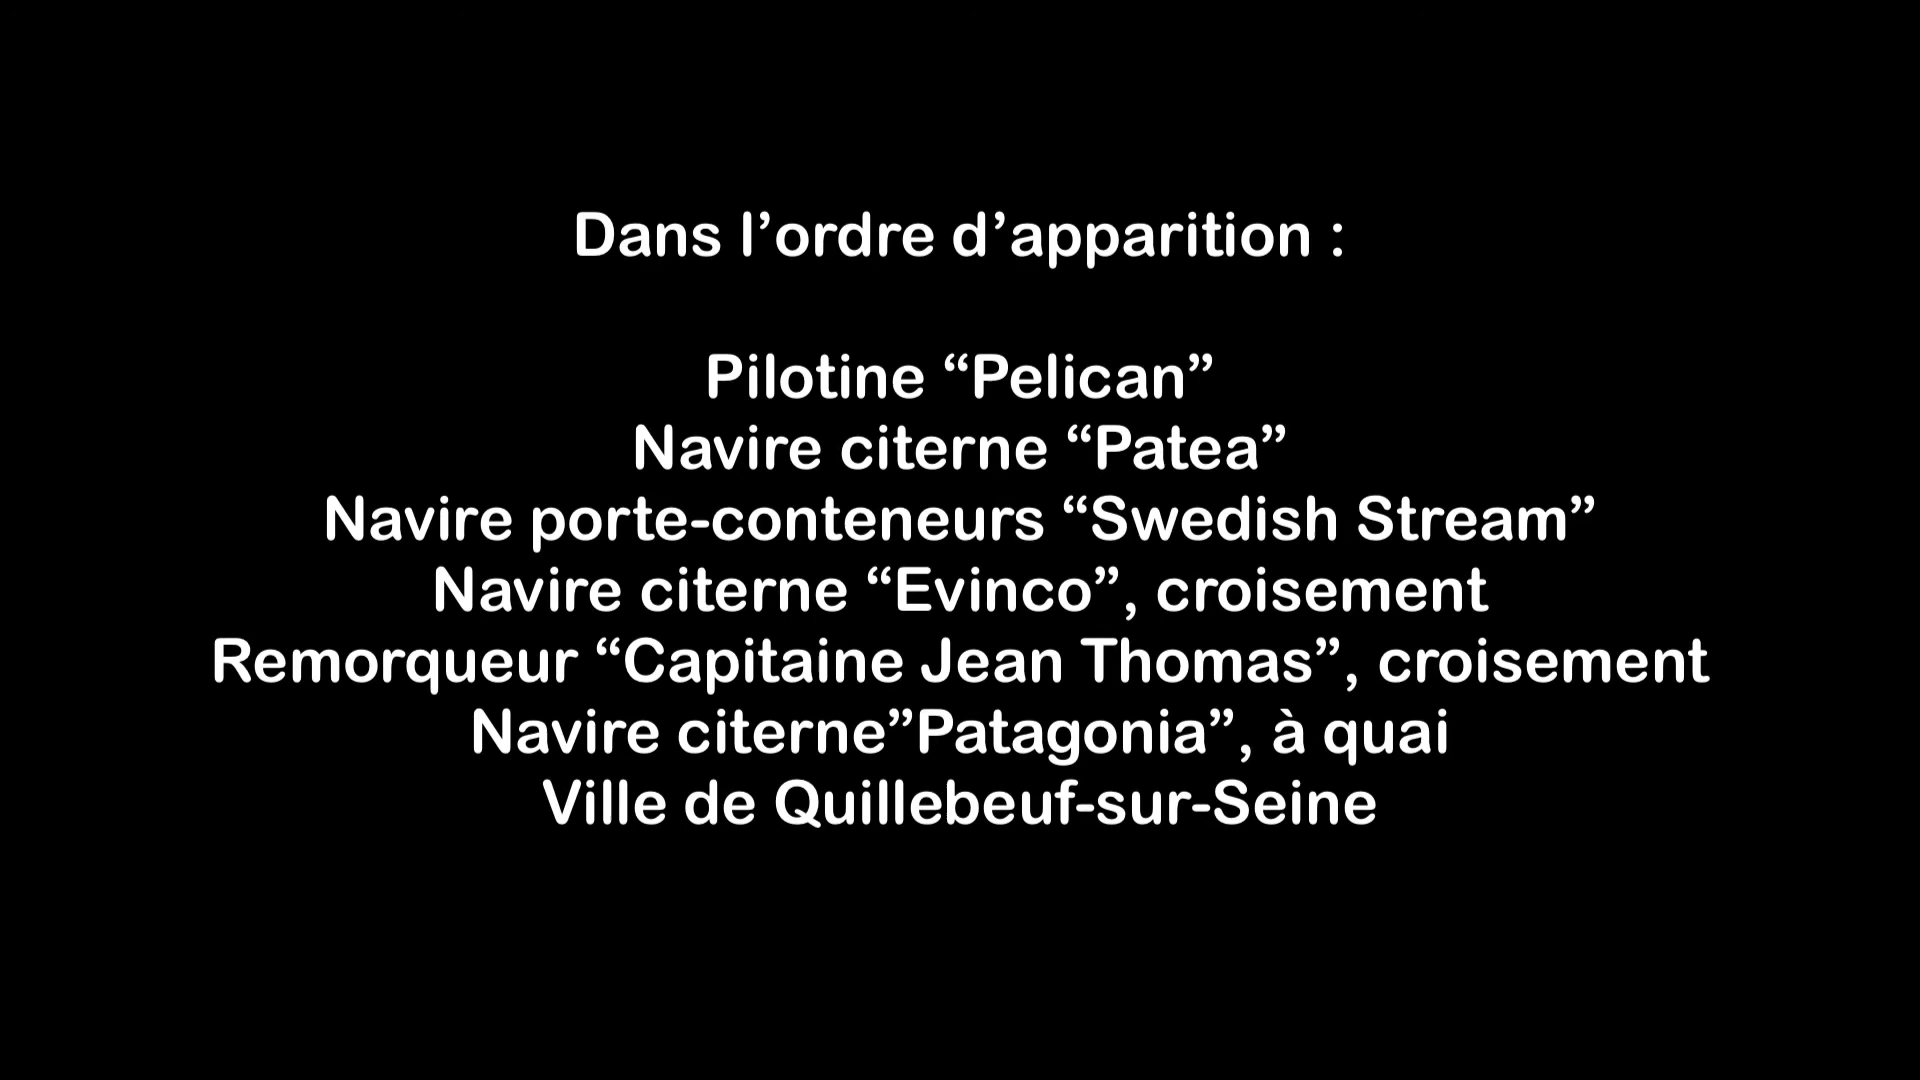 Dans l’ordre d’apparition :
Pilotine “Pelican”
Navire citerne “Patea”
Navire porte-conteneurs “Swedish Stream”
Navire citerne “Evinco”, croisement
Remorqueur “Capitaine Jean Thomas”, croisement
Navire citerne”Patagonia”, à quai
Ville de Quillebeuf-sur-Seine